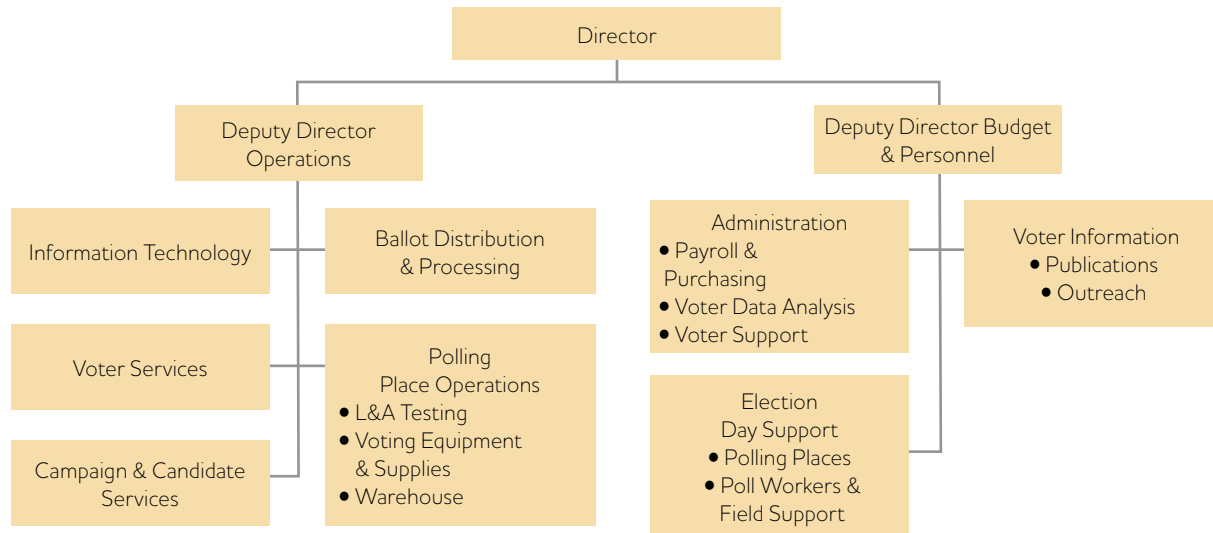 Director
Deputy Director
Operations
Deputy Director Budget
& Personnel
Information Technology
Ballot Distribution
& Processing
Voter Services
Polling
Place Operations
• L&A Testing
• Voting Equipment
& Supplies
• Warehouse
Campaign & Candidate
Services
Administration
• Payroll &
Purchasing
• Voter Data Analysis
• Voter Support
Voter Information
• Publications
• Outreach
Election
Day Support
• Polling Places
• Poll Workers &
Field Support